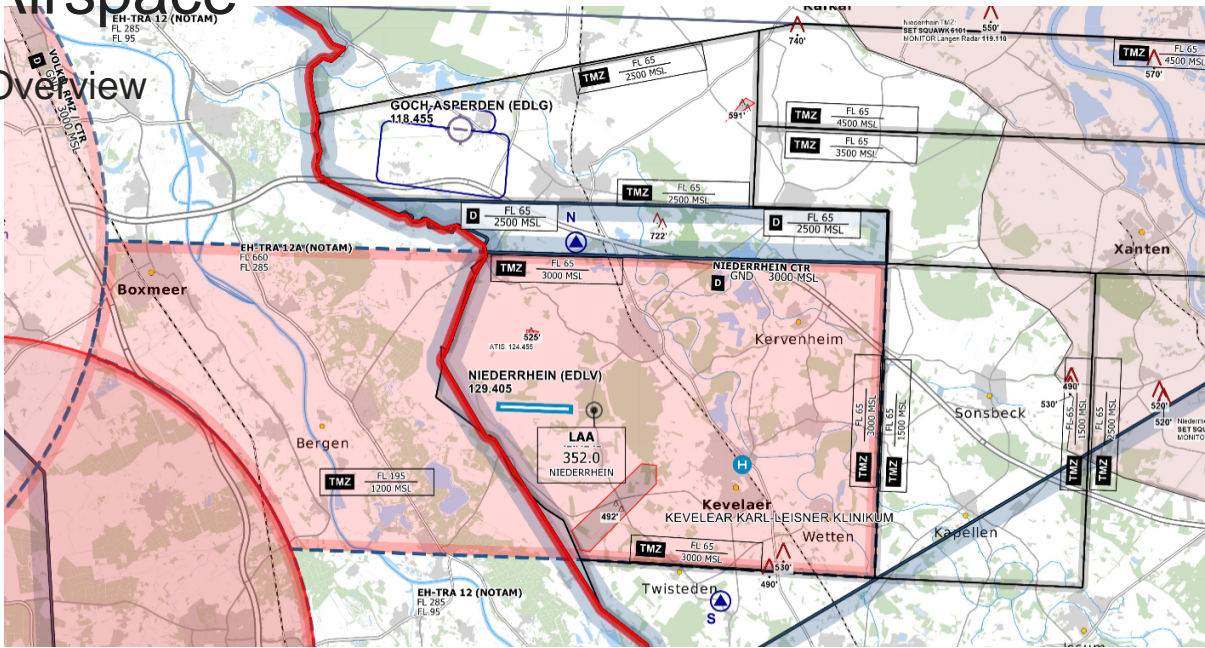 Airspace
Overview
EH-TRA 12 (NOTAM)
FL 285
FL 95
VOLKEL RMZ / CTR
D GND 3000 MSL
GOCH-ASPERDEN (EDLG)
118.455
TMZ FL 65
2500 MSL
Kalkar
740'
Niederrhein TMZ:
SET SQUAWK 6101
MONITOR Langen Radar 119.110
550'
TMZ FL 65
4500 MSL
570'
591'
TMZ FL 65
4500 MSL
TMZ FL 65
3500 MSL
TMZ FL 65
2500 MSL
D FL 65
2500 MSL
N
722'
D FL 65
2500 MSL
Xanten
EH-TRA 12A (NOTAM)
FL 660
FL 285
TMZ FL 65
3000 MSL
NIEDERRHEIN CTR
D GND 3000 MSL
Boxmeer
525'
ATIS: 124.455
Kervenheim
NIEDERRHEIN (EDLV)
129.405
TMZ FL 65
3000 MSL
TMZ FL 65
1500 MSL
490'
530'
Sonsbeck
TMZ FL 65
1500 MSL
TMZ FL 65
2500 MSL
520'
520'
SET SQU
MONITO
Bergen
LAA
352.0
NIEDERRHEIN
H
TMZ FL 195
1200 MSL
492'
Kevelaer
KEVELEAR KARL-LEISNER KLINIKUM
Wetten
Kapellen
TMZ FL 65
3000 MSL
530'
490'
Twisteden
S
EH-TRA 12 (NOTAM)
FL 285
FL 95